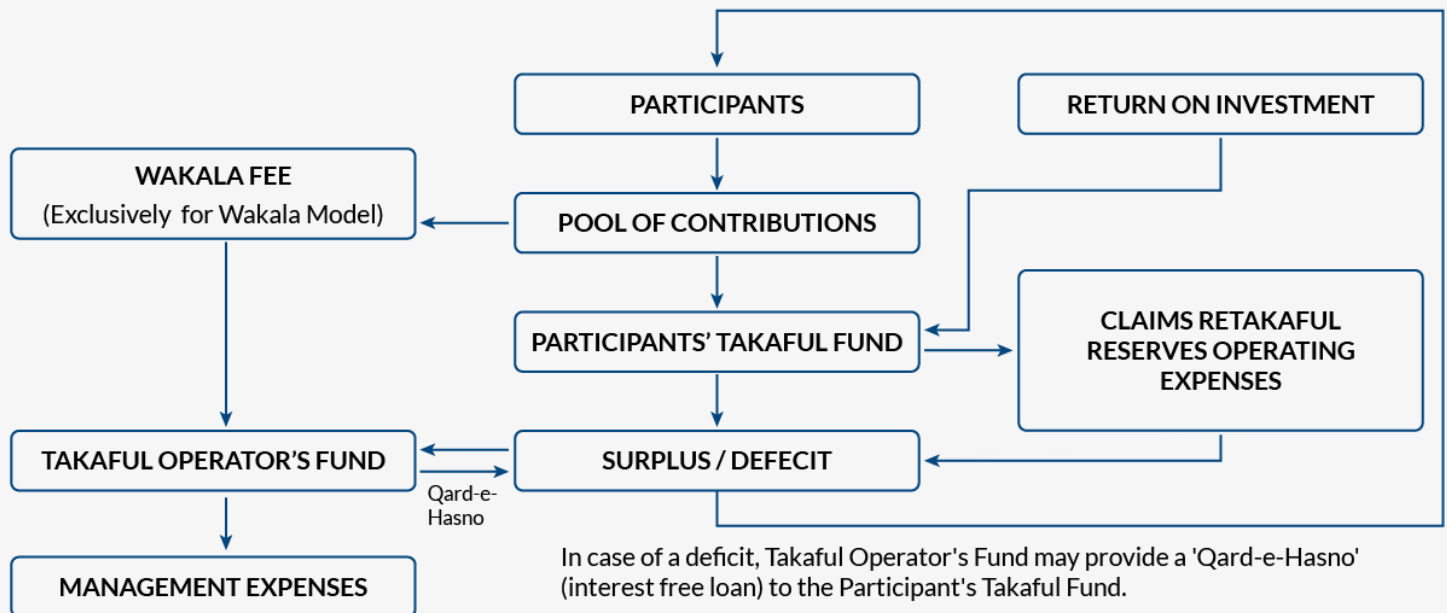 PARTICIPANTS
RETURN ON INVESTMENT
WAKALA FEE
(Exclusively for Wakala Model)
POOL OF CONTRIBUTIONS
PARTICIPANTS’ TAKAFUL FUND
CLAIMS RETAKAFUL
RESERVES OPERATING
EXPENSES
TAKAFUL OPERATOR’S FUND
SURPLUS / DEFECIT
Qard-e-
Hasno
MANAGEMENT EXPENSES
In case of a deficit, Takaful Operator's Fund may provide a 'Qard-e-Hasno'
(interest free loan) to the Participant's Takaful Fund.